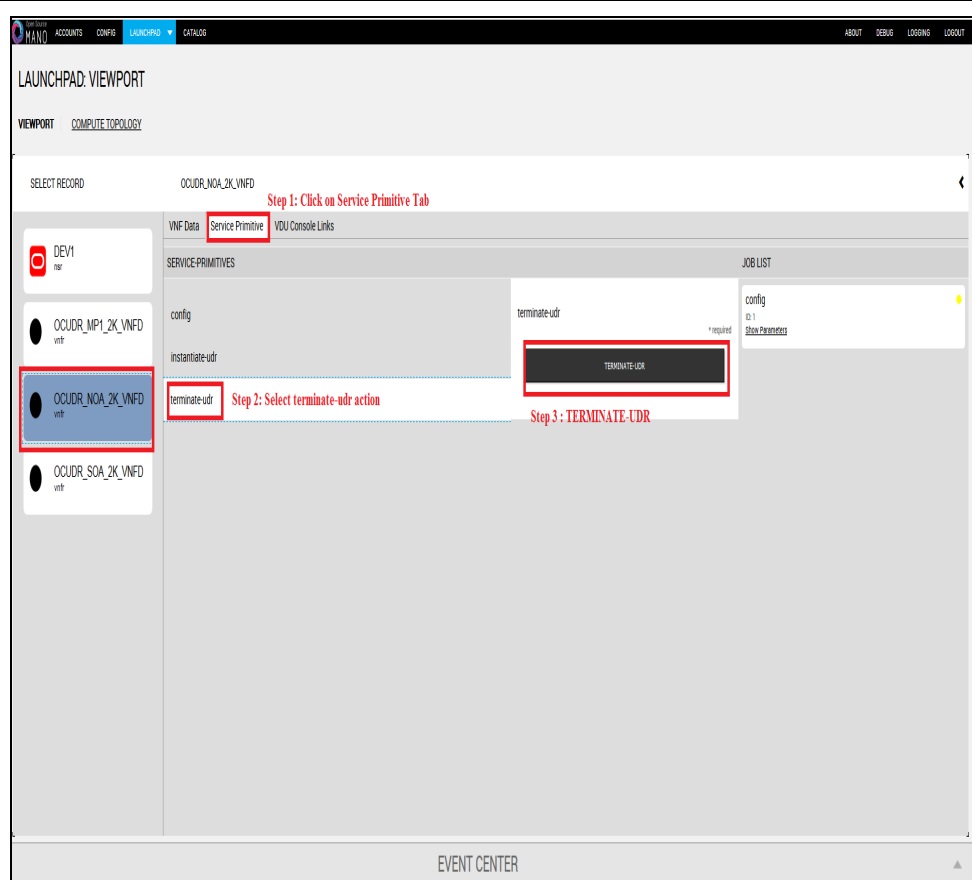 Open Source
MANO ACCOUNTS CONFIG LAUNCHPAD CATALOG ABOUT DEBUG LOGGING LOGOUT
LAUNCHPAD: VIEWPORT
VIEWPORT COMPUTE TOPOLOGY
SELECT RECORD OCUDR_NOA_2K_VNFD
Step 1: Click on Service Primitive Tab
VNF Data Service Primitive VDU Console Links
SERVICE-PRIMITIVES JOB LIST
DEV1
nsr
OCUDR_MP1_2K_VNFD
vnfr
OCUDR_NOA_2K_VNFD
vnfr
OCUDR_SOA_2K_VNFD
vnfr
config
instantiate-udr
terminate-udr Step 2: Select terminate-udr action
terminate-udr
* required
TERMINATE-UDR
Step 3 : TERMINATE-UDR
config
ID: 1
Show Parameters
EVENT CENTER